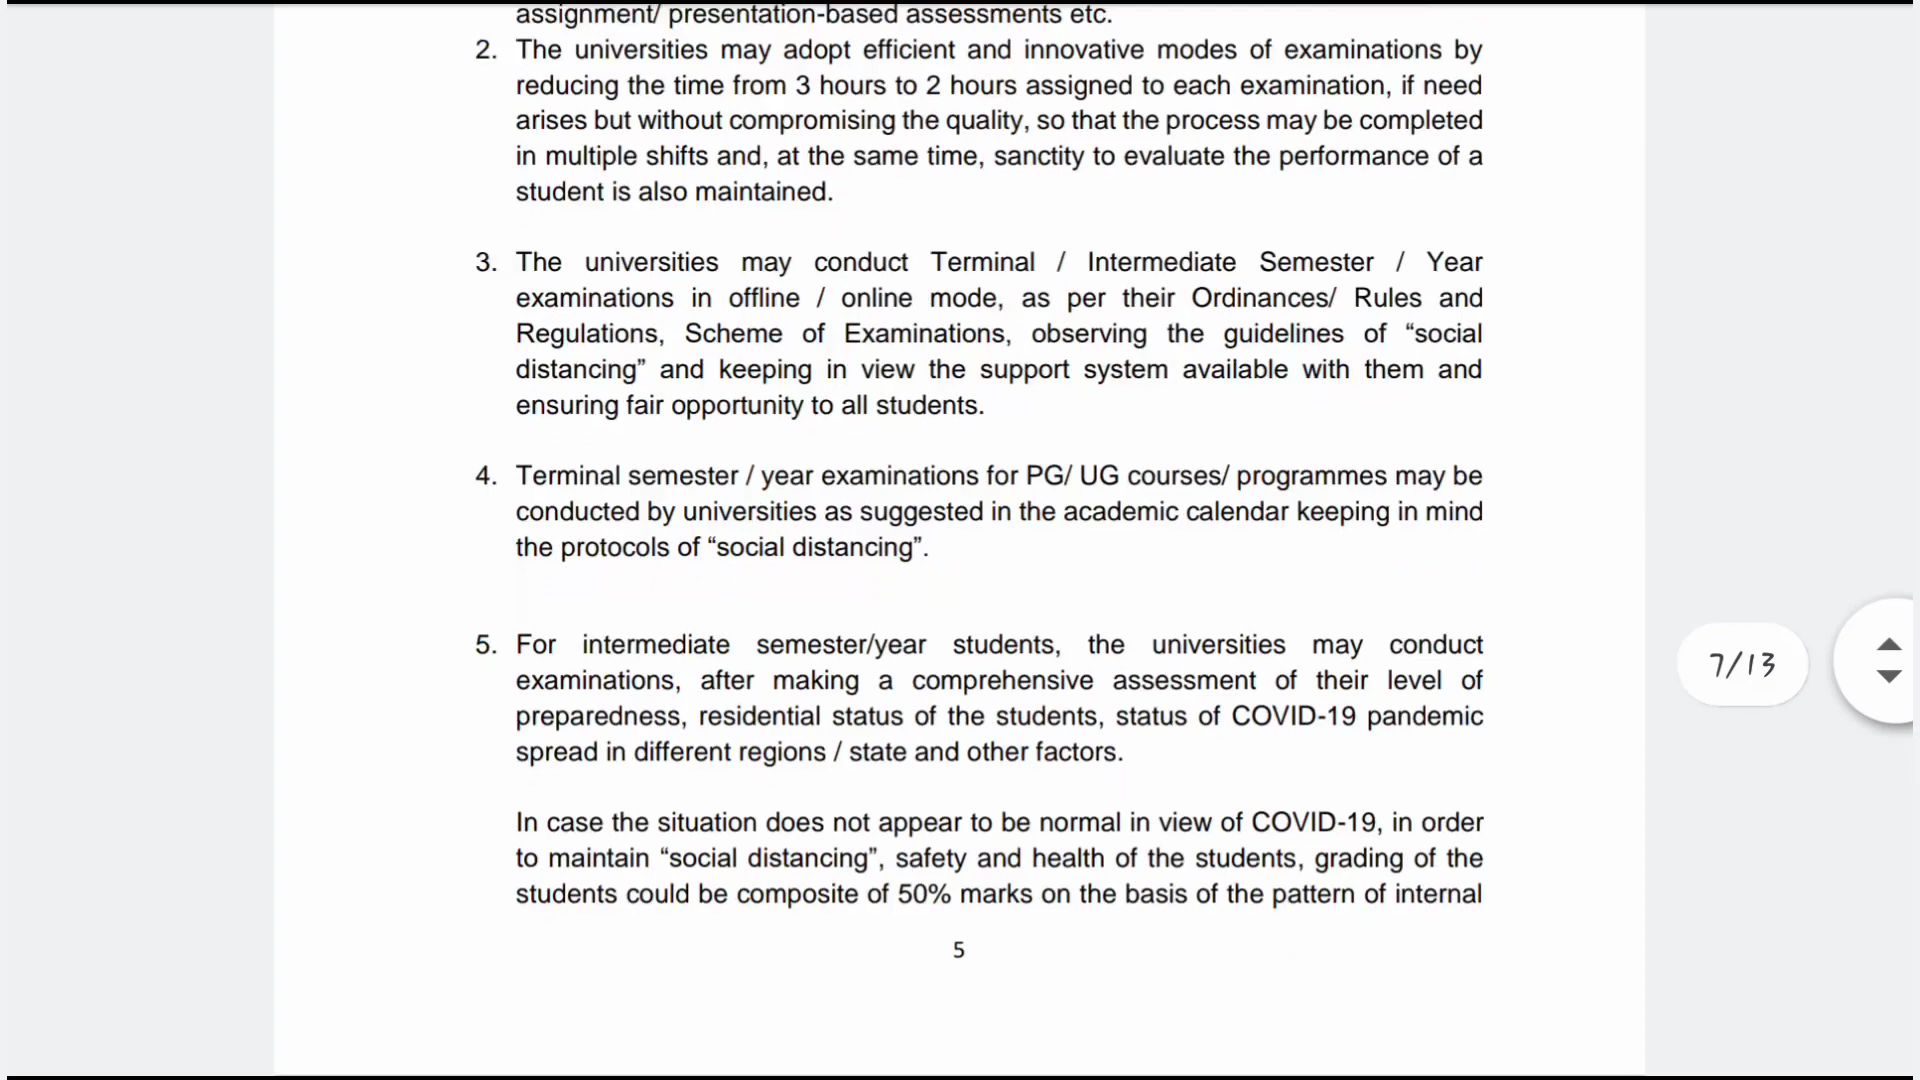 assignment/ presentation-based assessments etc.
2. The universities may adopt efficient and innovative modes of examinations by
reducing the time from 3 hours to 2 hours assigned to each examination, if need
arises but without compromising the quality, so that the process may be completed
in multiple shifts and, at the same time, sanctity to evaluate the performance of a
student is also maintained.
3. The universities may conduct Terminal / Intermediate Semester / Year
examinations in offline / online mode, as per their Ordinances/ Rules and
Regulations, Scheme of Examinations, observing the guidelines of “social
distancing” and keeping in view the support system available with them and
ensuring fair opportunity to all students.
4. Terminal semester / year examinations for PG/ UG courses/ programmes may be
conducted by universities as suggested in the academic calendar keeping in mind
the protocols of “social distancing”.
5. For intermediate semester/year students, the universities may conduct
examinations, after making a comprehensive assessment of their level of
preparedness, residential status of the students, status of COVID-19 pandemic
spread in different regions / state and other factors.
In case the situation does not appear to be normal in view of COVID-19, in order
to maintain “social distancing”, safety and health of the students, grading of the
students could be composite of 50% marks on the basis of the pattern of internal
5
7/13